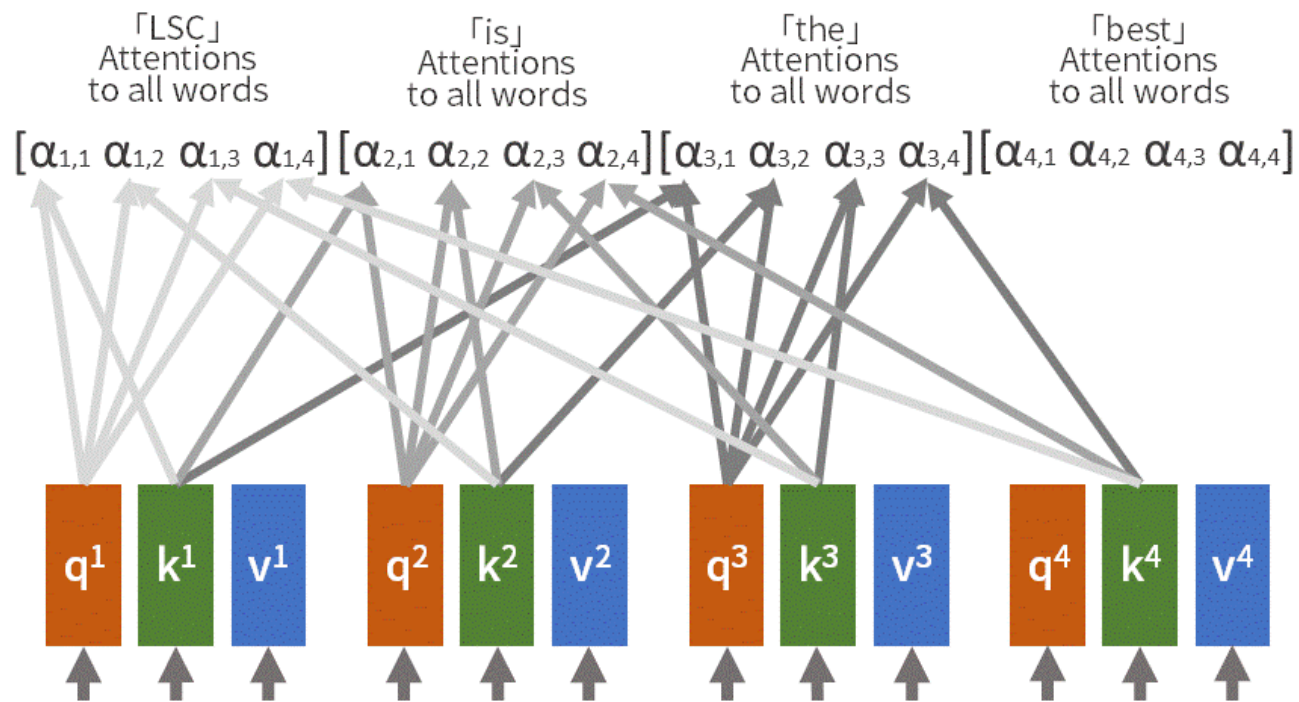 「LSC」
Attentions
to all words
「is」
Attentions
to all words
「the」
Attentions
to all words
「best」
Attentions
to all words
[α1,1 α1,2 α1,3 α1,4] [α2,1 α2,2 α2,3 α2,4] [α3,1 α3,2 α3,3 α3,4] [α4,1 α4,2 α4,3 α4,4]
q¹ k¹ v¹ q² k² v² q³ k³ v³ q⁴ k⁴ v⁴